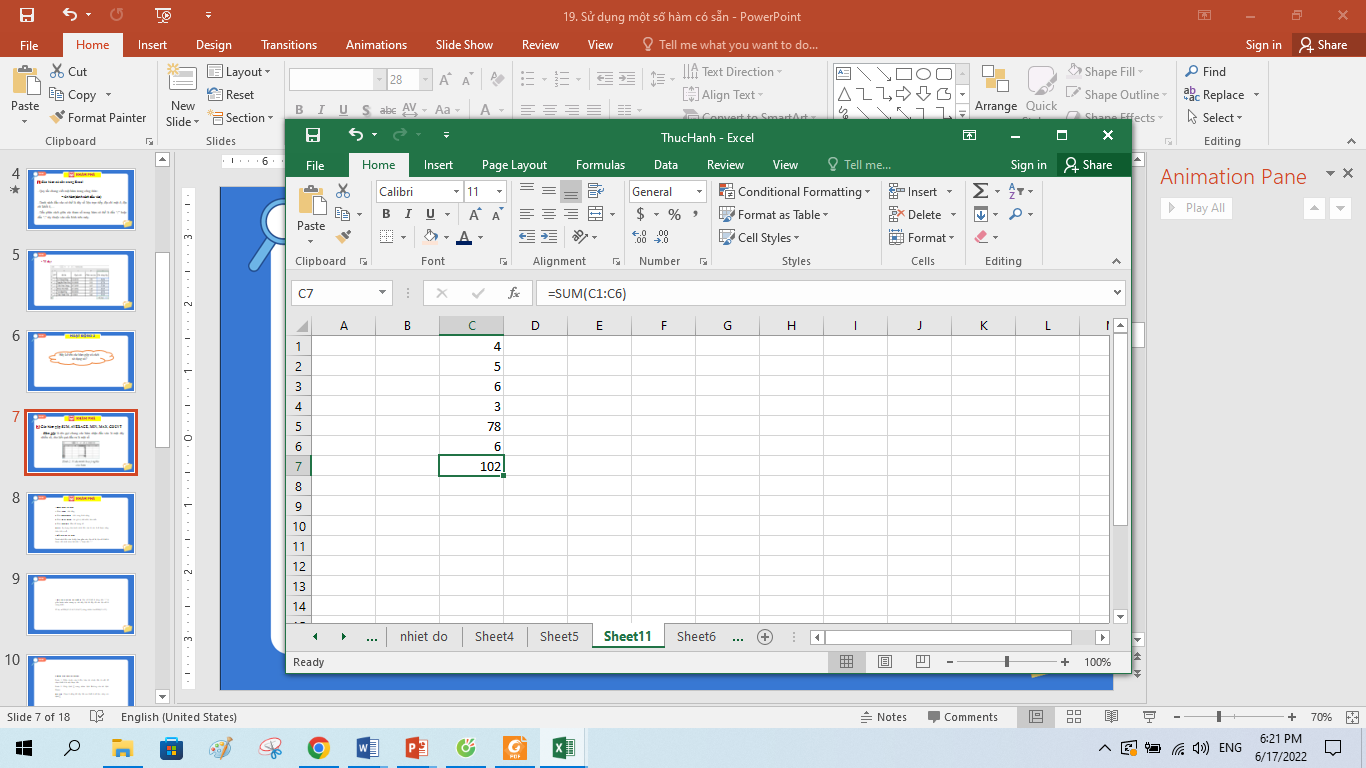 19. Sử dụng một số hàm có sẵn - PowerPoint
File Home Insert Design Transitions Animations Slide Show Review View Tell me what you want to do... Sign in Share
Paste Cut Copy Format Painter
Clipboard
New Slide Layout Reset Section
Slides
28
Text Direction
Align Text
Convert to SmartArt
Arrange Quick
Shape Fill
Shape Outline
Shape Effects
Find
Replace
Select
Editing
ThucHanh - Excel
File Home Insert Page Layout Formulas Data Review View Tell me... Sign in Share
Paste
Clipboard
Calibri 11
B I U
Font
Alignment
General
$ % ,
Number
Conditional Formatting
Format as Table
Cell Styles
Styles
Insert
Delete
Format
Cells
Editing
C7 fx =SUM(C1:C6)
A B C D E F G H I J K L
1 4
2 5
3 6
4 3
5 78
6 6
7 102
8
9
10
11
12
13
14
... nhiet do Sheet4 Sheet5 Sheet11 Sheet6 ...
Ready 100%
Animation Pane
Play All
4
5
6
7
8
9
10
Slide 7 of 18 English (United States) Notes Comments 70%
ENG 6:21 PM
6/17/2022